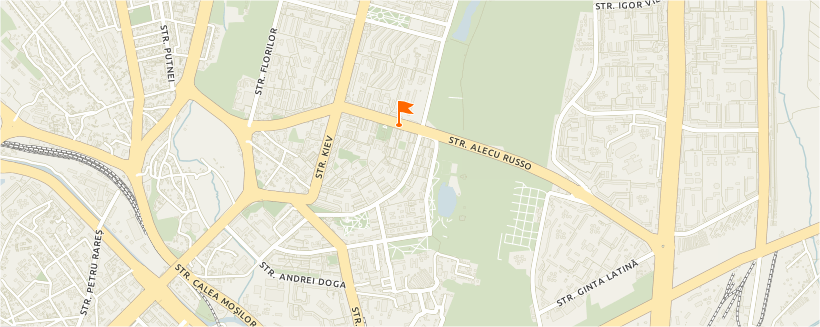 STR. IGOR VI
STR. PUTNEI
STR. FLORILOR
STR. KIEV
STR. ALECU RUSSO
STR. PETRU RAREȘ
STR. ANDREI DOGA
STR. GINTA LATINĂ
STR. CALEA MOȘILOR
STR.